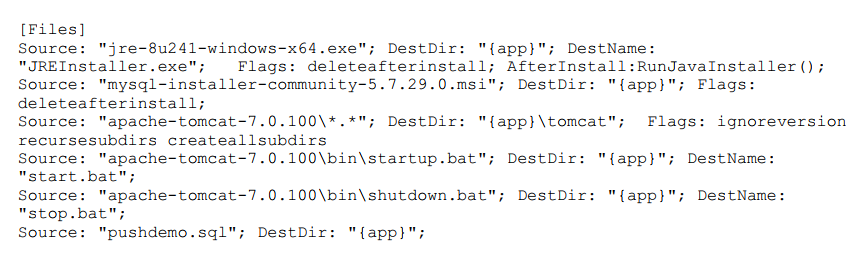 [Files]
Source: "jre-8u241-windows-x64.exe"; DestDir: "{app}"; DestName:
"JREInstaller.exe";   Flags: deleteafterinstall; AfterInstall:RunJavaInstaller();
Source: "mysql-installer-community-5.7.29.0.msi"; DestDir: "{app}"; Flags:
deleteafterinstall;
Source: "apache-tomcat-7.0.100\*.*"; DestDir: "{app}\tomcat";  Flags: ignoreversion
recursesubdirs createallsubdirs
Source: "apache-tomcat-7.0.100\bin\startup.bat"; DestDir: "{app}"; DestName:
"start.bat";
Source: "apache-tomcat-7.0.100\bin\shutdown.bat"; DestDir: "{app}"; DestName:
"stop.bat";
Source: "pushdemo.sql"; DestDir: "{app}";